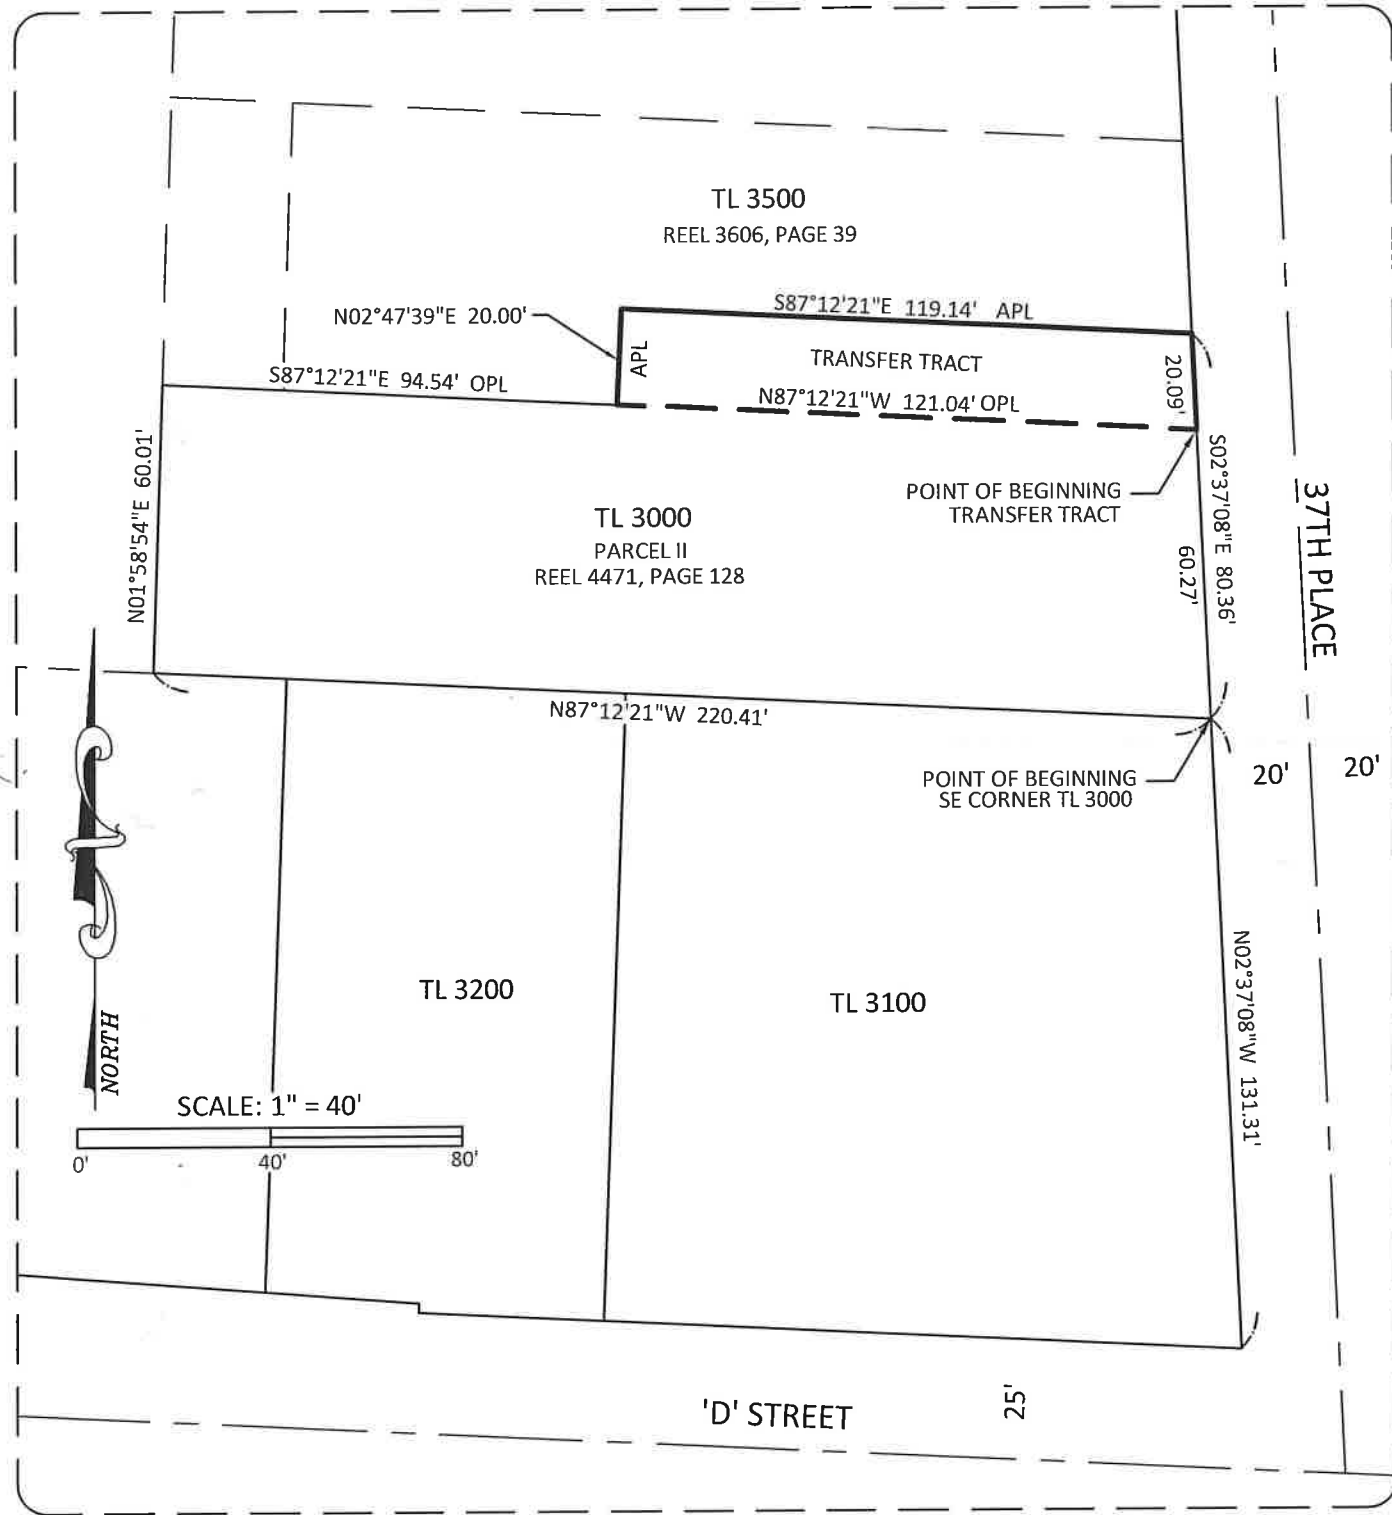 TL 3500
REEL 3606, PAGE 39
S87°12'21"E 119.14' APL
N02°47'39"E 20.00'
APL
TRANSFER TRACT
20.09'
S87°12'21"E 94.54' OPL
N87°12'21"W 121.04' OPL
N01°58'54"E 60.01'
S02°37'08"E 80.36'
POINT OF BEGINNING
TRANSFER TRACT
TL 3000
PARCEL II
REEL 4471, PAGE 128
60.27'
37TH PLACE
N87°12'21"W 220.41'
POINT OF BEGINNING
SE CORNER TL 3000
20'
20'
TL 3200
TL 3100
N02°37'08"W 131.31'
NORTH
SCALE: 1" = 40'
0'
40'
80'
'D' STREET
25'